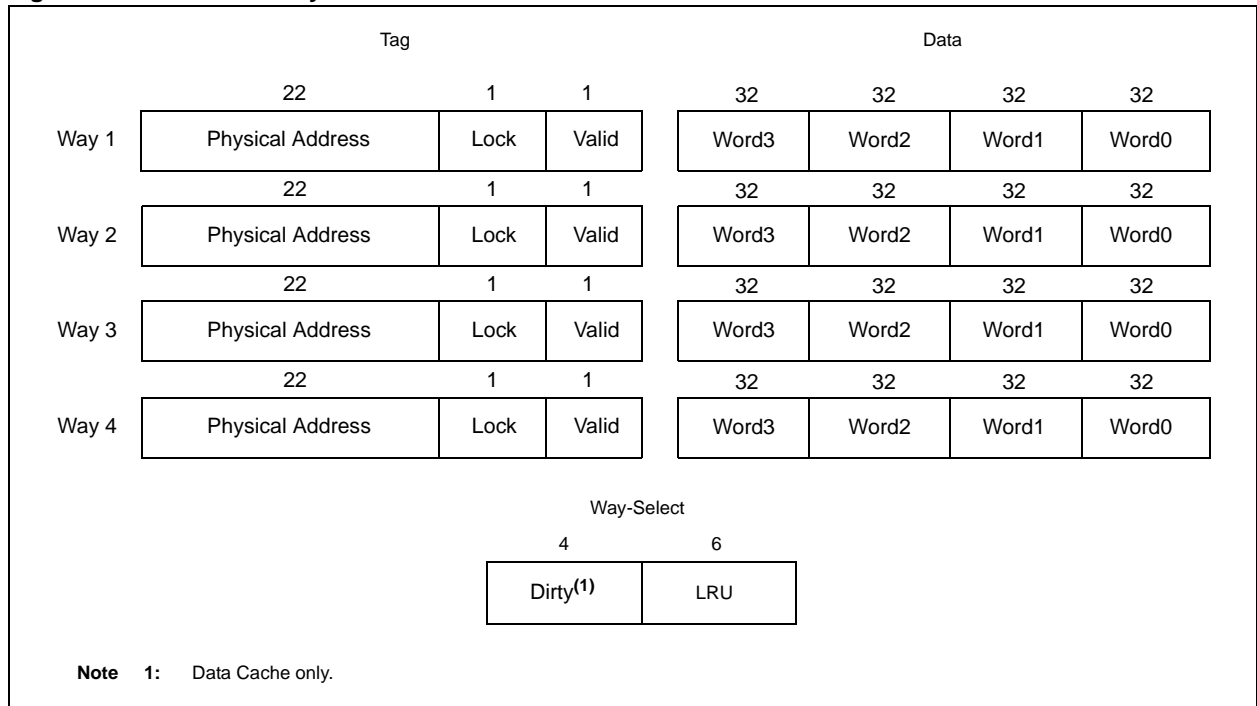 Tag Data
22 1 1 32 32 32 32
Way 1 Physical Address Lock Valid Word3 Word2 Word1 Word0
22 1 1 32 32 32 32
Way 2 Physical Address Lock Valid Word3 Word2 Word1 Word0
22 1 1 32 32 32 32
Way 3 Physical Address Lock Valid Word3 Word2 Word1 Word0
22 1 1 32 32 32 32
Way 4 Physical Address Lock Valid Word3 Word2 Word1 Word0
Way-Select
4 6
Dirty(1) LRU
Note 1: Data Cache only.